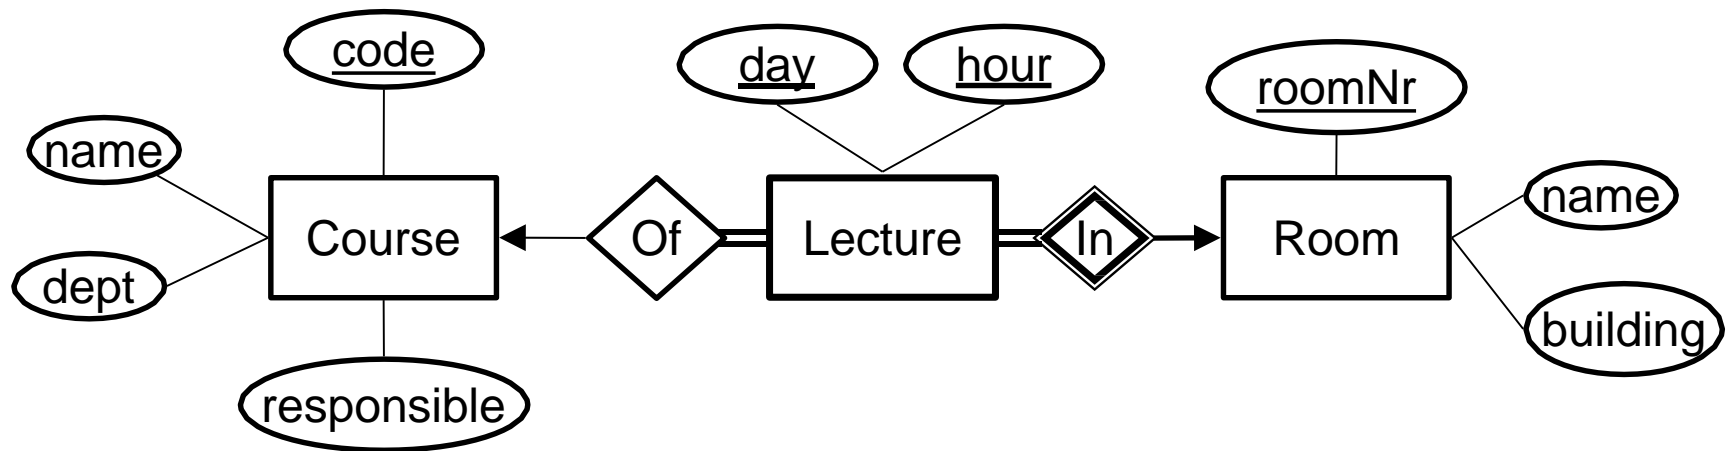 code
day
hour
roomNr
name
name
Course
Of
Lecture
In
Room
dept
building
responsible